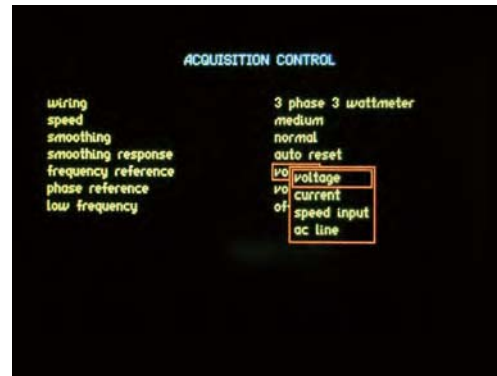 ACQUISITION CONTROL
wiring 3 phase 3 wattmeter
speed medium
smoothing normal
smoothing response auto reset
frequency reference vo
phase reference vo
low frequency of
voltage
current
speed input
ac line